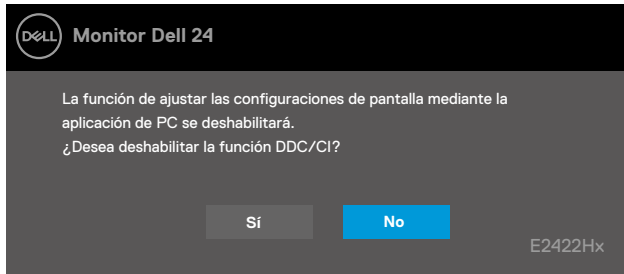 DELL Monitor Dell 24
La función de ajustar las configuraciones de pantalla mediante la
aplicación de PC se deshabilitará.
¿Desea deshabilitar la función DDC/CI?
Sí No
E2422Hx